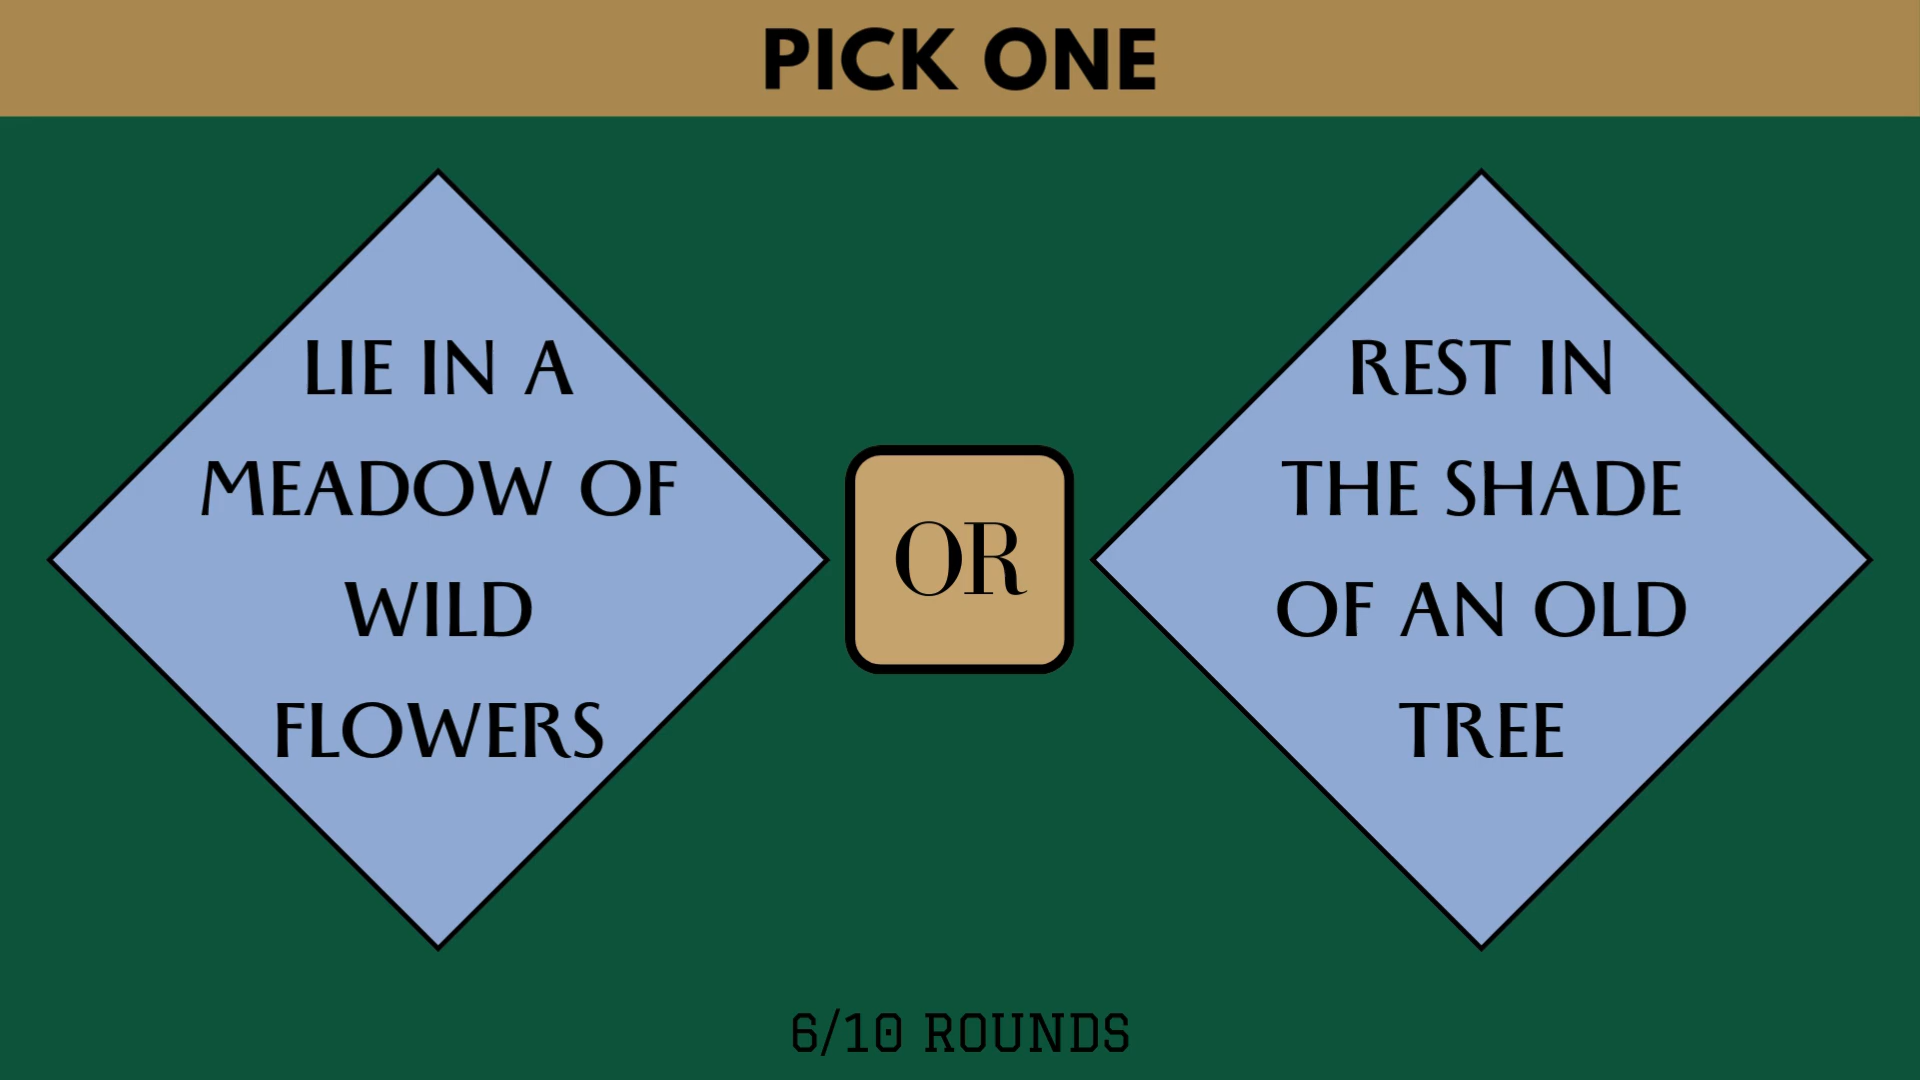 PICK ONE
LIE IN A
MEADOW OF
WILD
FLOWERS
OR
REST IN
THE SHADE
OF AN OLD
TREE
6/10 ROUNDS